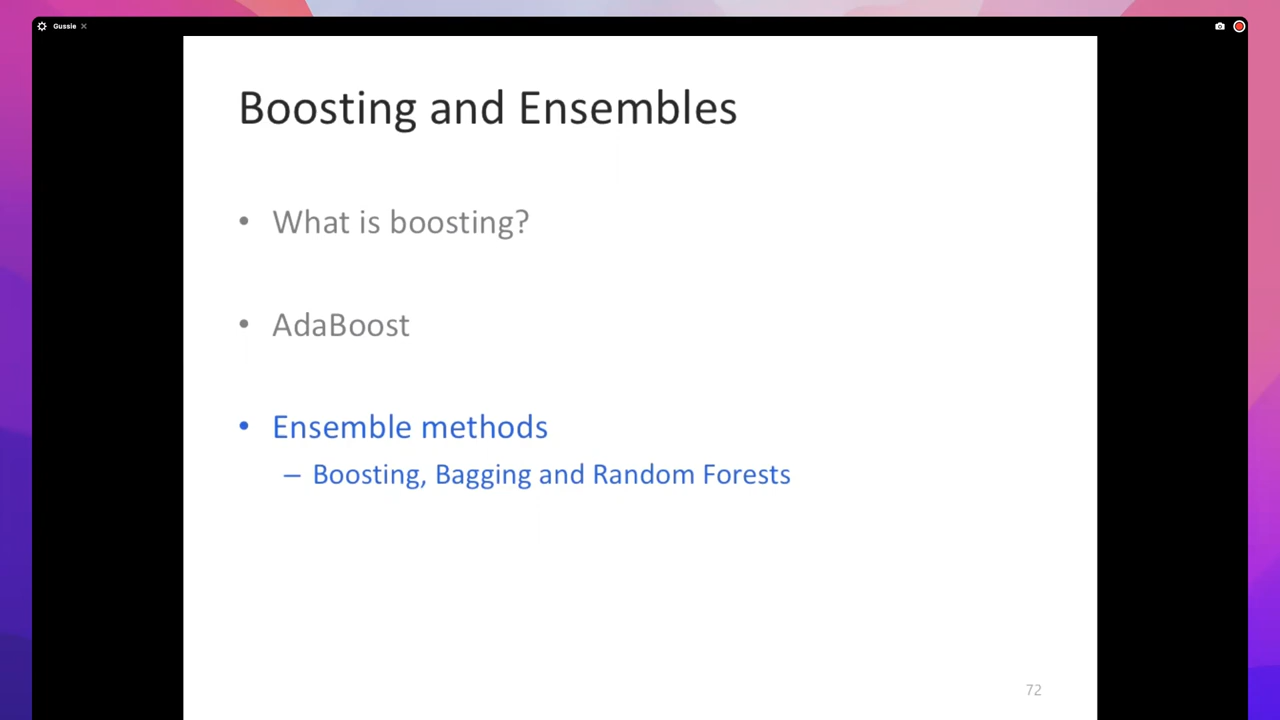 Gussie
Boosting and Ensembles
• What is boosting?
• AdaBoost
• Ensemble methods
– Boosting, Bagging and Random Forests
72